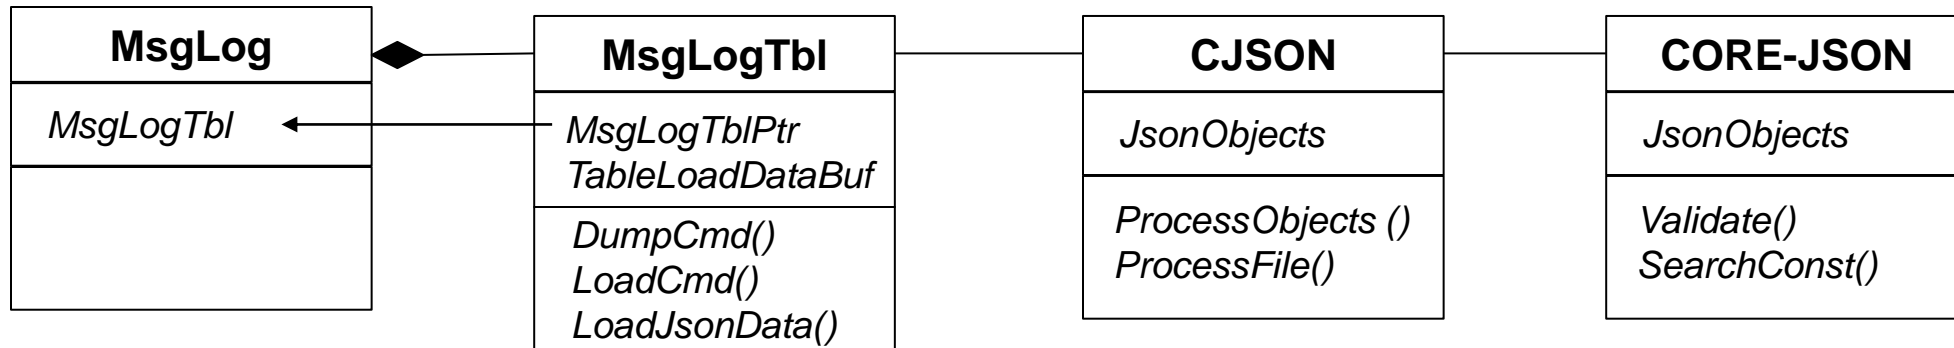 MsgLog
MsgLogTbl
MsgLogTbl
MsgLogTblPtr
TableLoadDataBuf
DumpCmd()
LoadCmd()
LoadJsonData()
CJSON
JsonObjects
ProcessObjects ()
ProcessFile()
CORE-JSON
JsonObjects
Validate()
SearchConst()